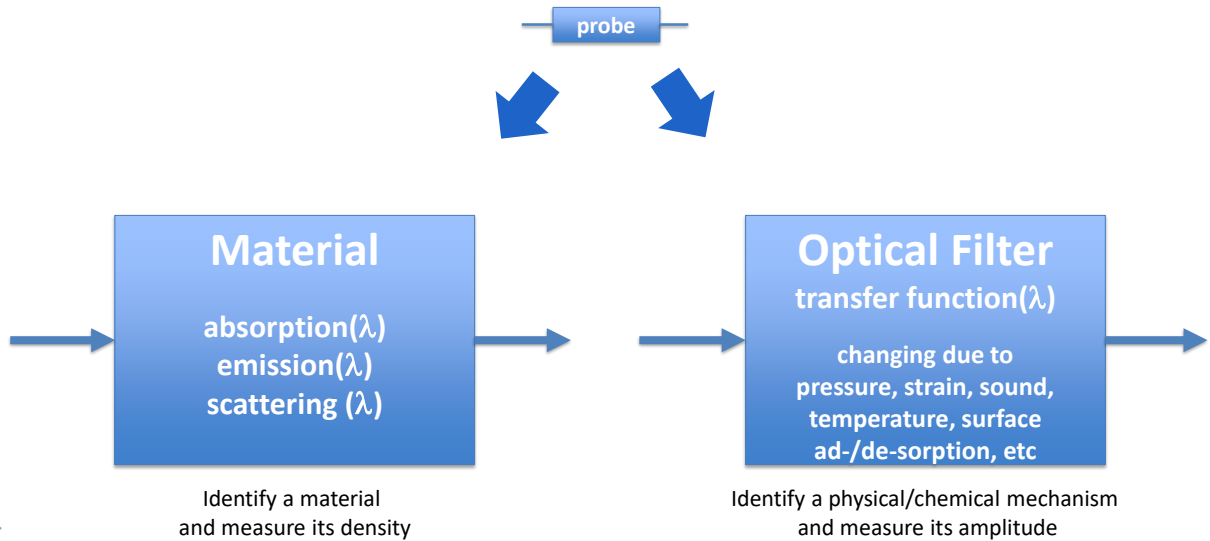 probe
Material
absorption(λ)
emission(λ)
scattering (λ)
Identify a material
and measure its density
Optical Filter
transfer function(λ)
changing due to
pressure, strain, sound,
temperature, surface
ad-/de-sorption, etc
Identify a physical/chemical mechanism
and measure its amplitude